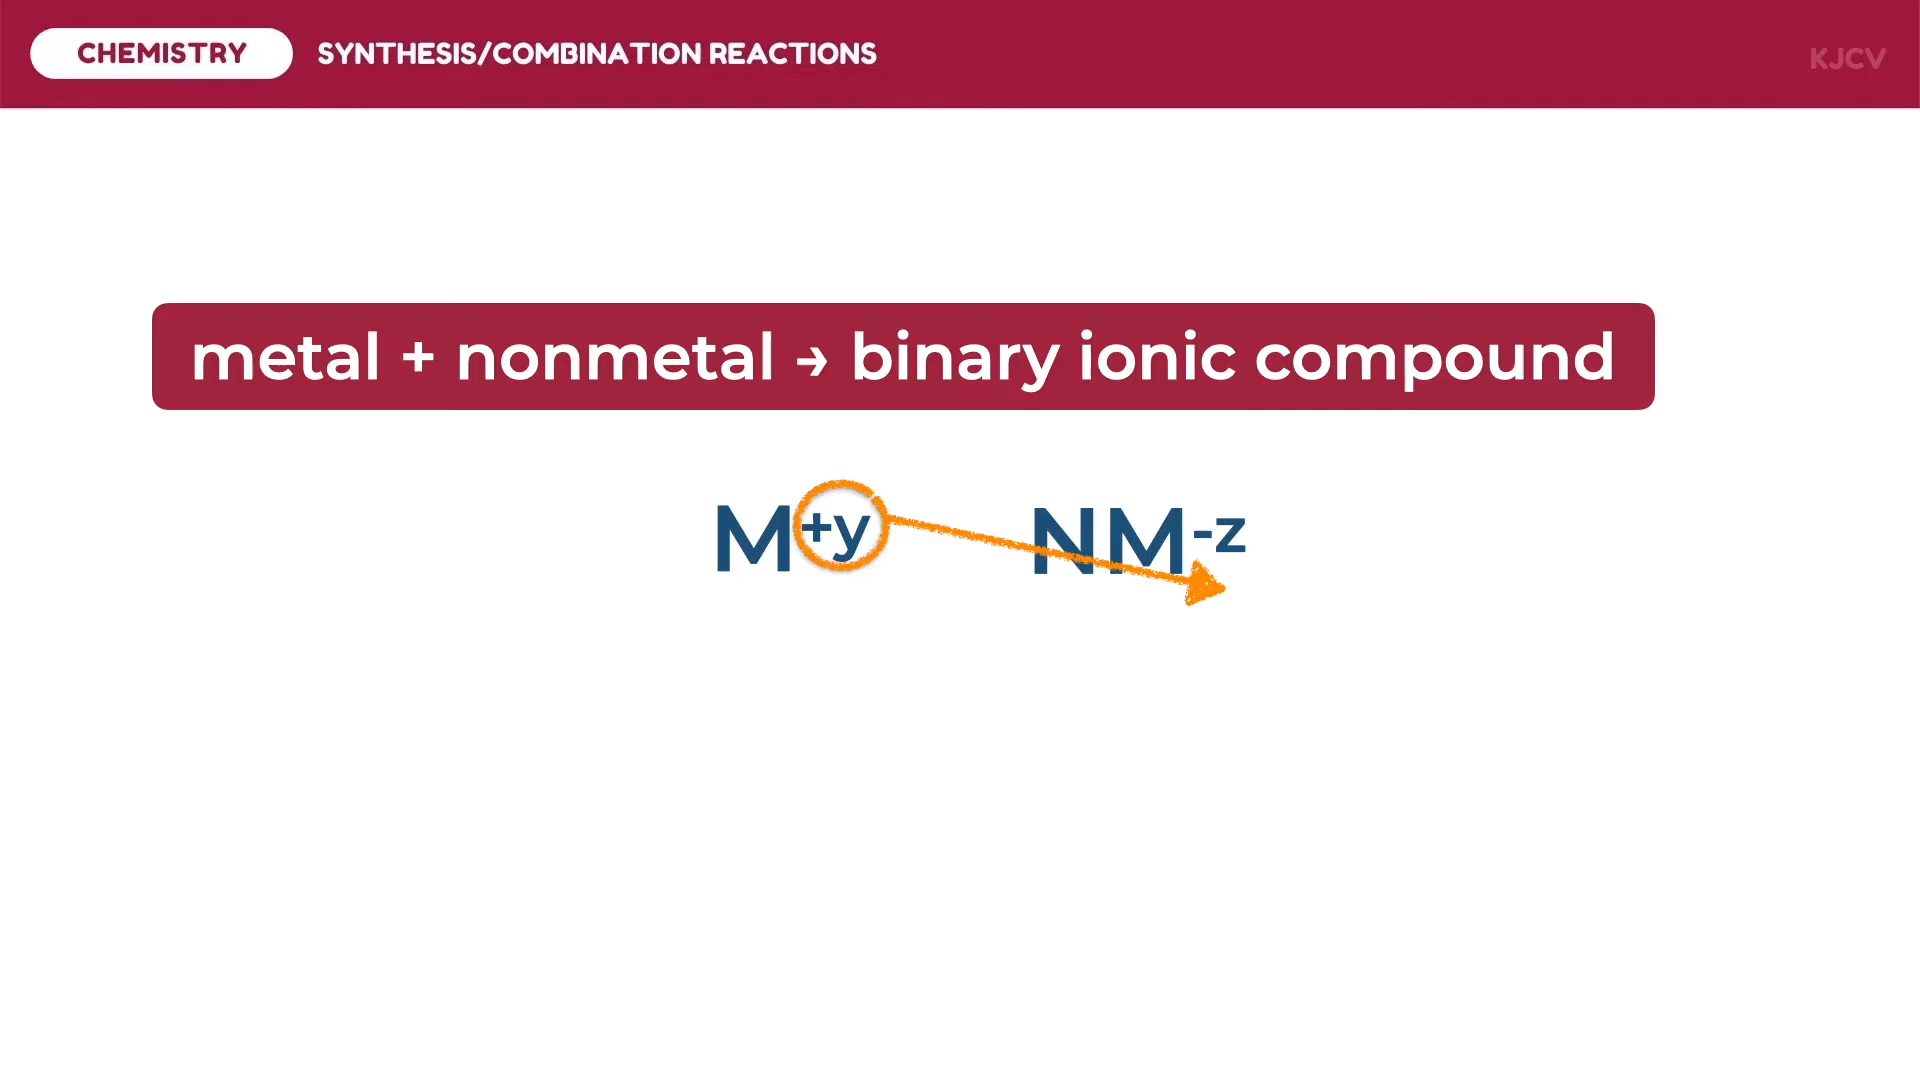 CHEMISTRY SYNTHESIS/COMBINATION REACTIONS KJCV
metal + nonmetal → binary ionic compound
M⁺ʸ NM⁻ᶻ